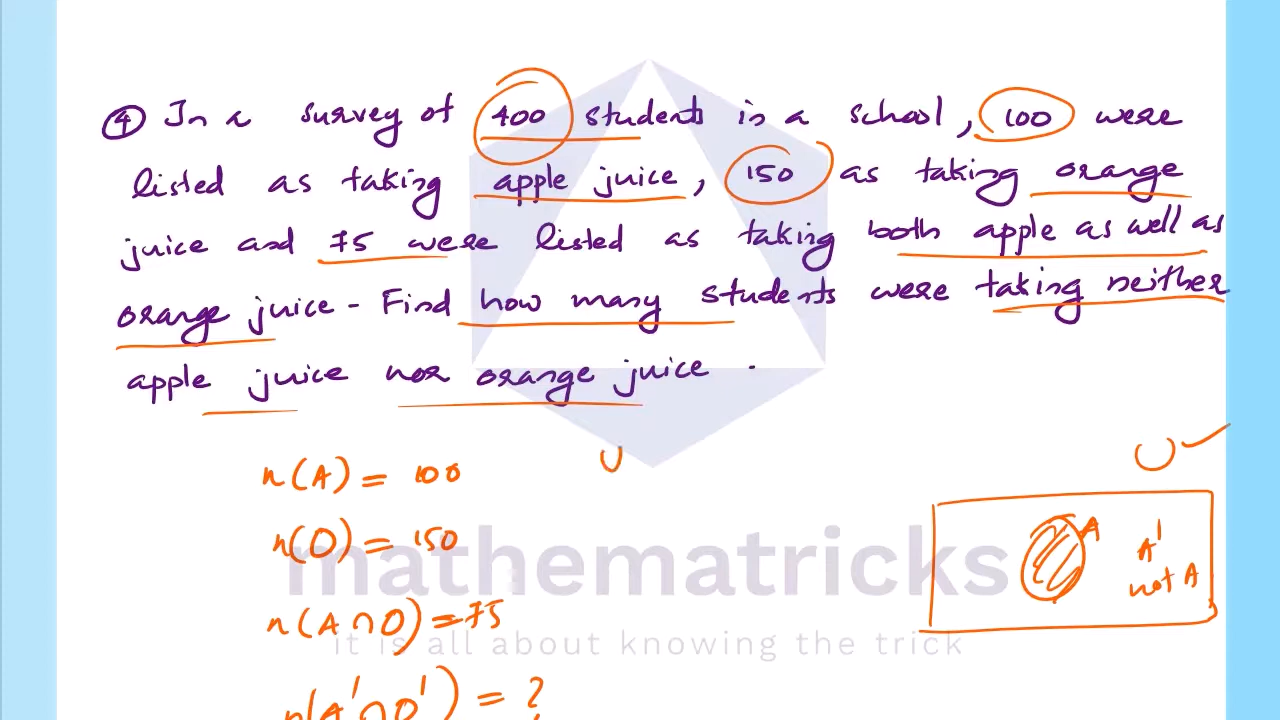 ④ In a survey of 400 students in a school, 100 were
listed as taking apple juice, 150 as taking orange
juice and 75 were listed as taking both apple as well as
orange juice - Find how many students were taking neither
apple juice nor orange juice .
n(A) = 100
U
n(O) = 150
n(A ∩ O) = 75
n(A' ∩ O') = ?
U
A
A'
not A
mathematricks
it is all about knowing the trick